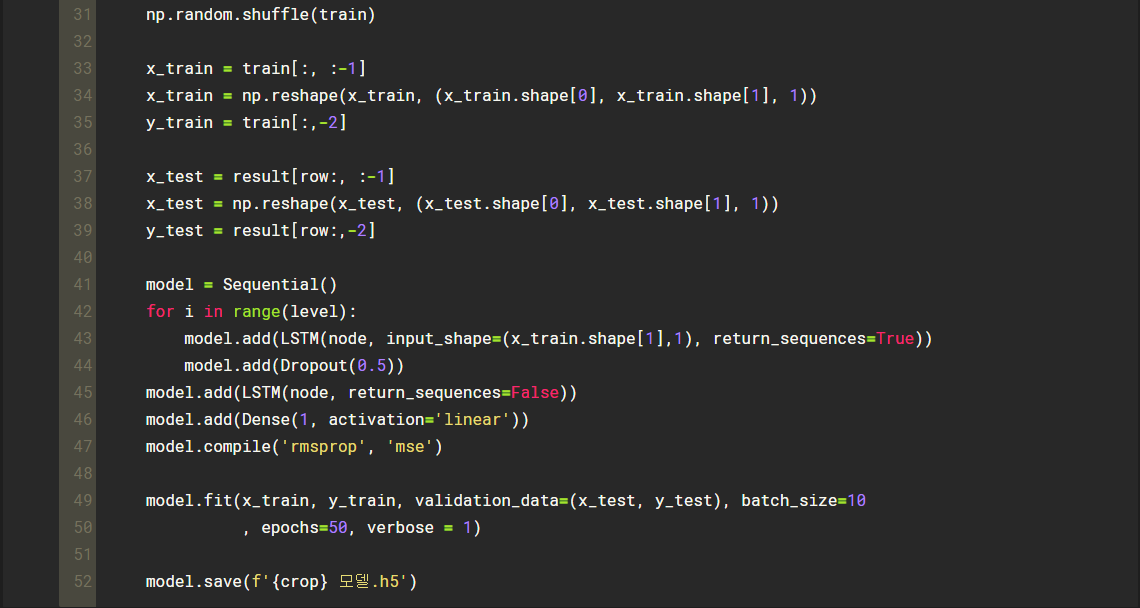 31 np.random.shuffle(train)
32
33 x_train = train[:, :-1]
34 x_train = np.reshape(x_train, (x_train.shape[0], x_train.shape[1], 1))
35 y_train = train[:,-2]
36
37 x_test = result[row:, :-1]
38 x_test = np.reshape(x_test, (x_test.shape[0], x_test.shape[1], 1))
39 y_test = result[row:,-2]
40
41 model = Sequential()
42 for i in range(level):
43 model.add(LSTM(node, input_shape=(x_train.shape[1],1), return_sequences=True))
44 model.add(Dropout(0.5))
45 model.add(LSTM(node, return_sequences=False))
46 model.add(Dense(1, activation='linear'))
47 model.compile('rmsprop', 'mse')
48
49 model.fit(x_train, y_train, validation_data=(x_test, y_test), batch_size=10
50 , epochs=50, verbose = 1)
51
52 model.save(f'{crop} 모델.h5')